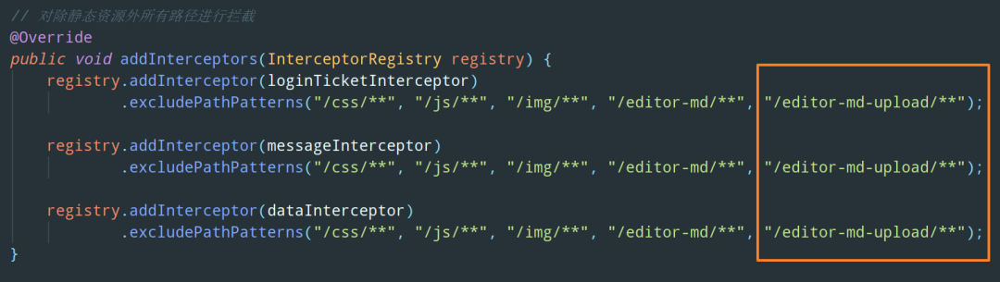 // 对除静态资源外所有路径进行拦截
@Override
public void addInterceptors(InterceptorRegistry registry) {
registry.addInterceptor(loginTicketInterceptor)
.excludePathPatterns("/css/**", "/js/**", "/img/**", "/editor-md/**", "/editor-md-upload/**");
registry.addInterceptor(messageInterceptor)
.excludePathPatterns("/css/**", "/js/**", "/img/**", "/editor-md/**", "/editor-md-upload/**");
registry.addInterceptor(dataInterceptor)
.excludePathPatterns("/css/**", "/js/**", "/img/**", "/editor-md/**", "/editor-md-upload/**");
}